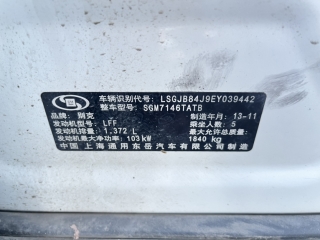 车辆识别代号: LSGJB84J9EY039442
整车型号: SGM7146TATB
品牌: 别克 制造年月: 13-11
发动机型号: LFF 乘坐人数: 5
发动机排量: 1.372 L 最大允许总质量:
发动机最大净功率: 103 kW 1840 kg
中国 上海通用东岳汽车有限公司制造